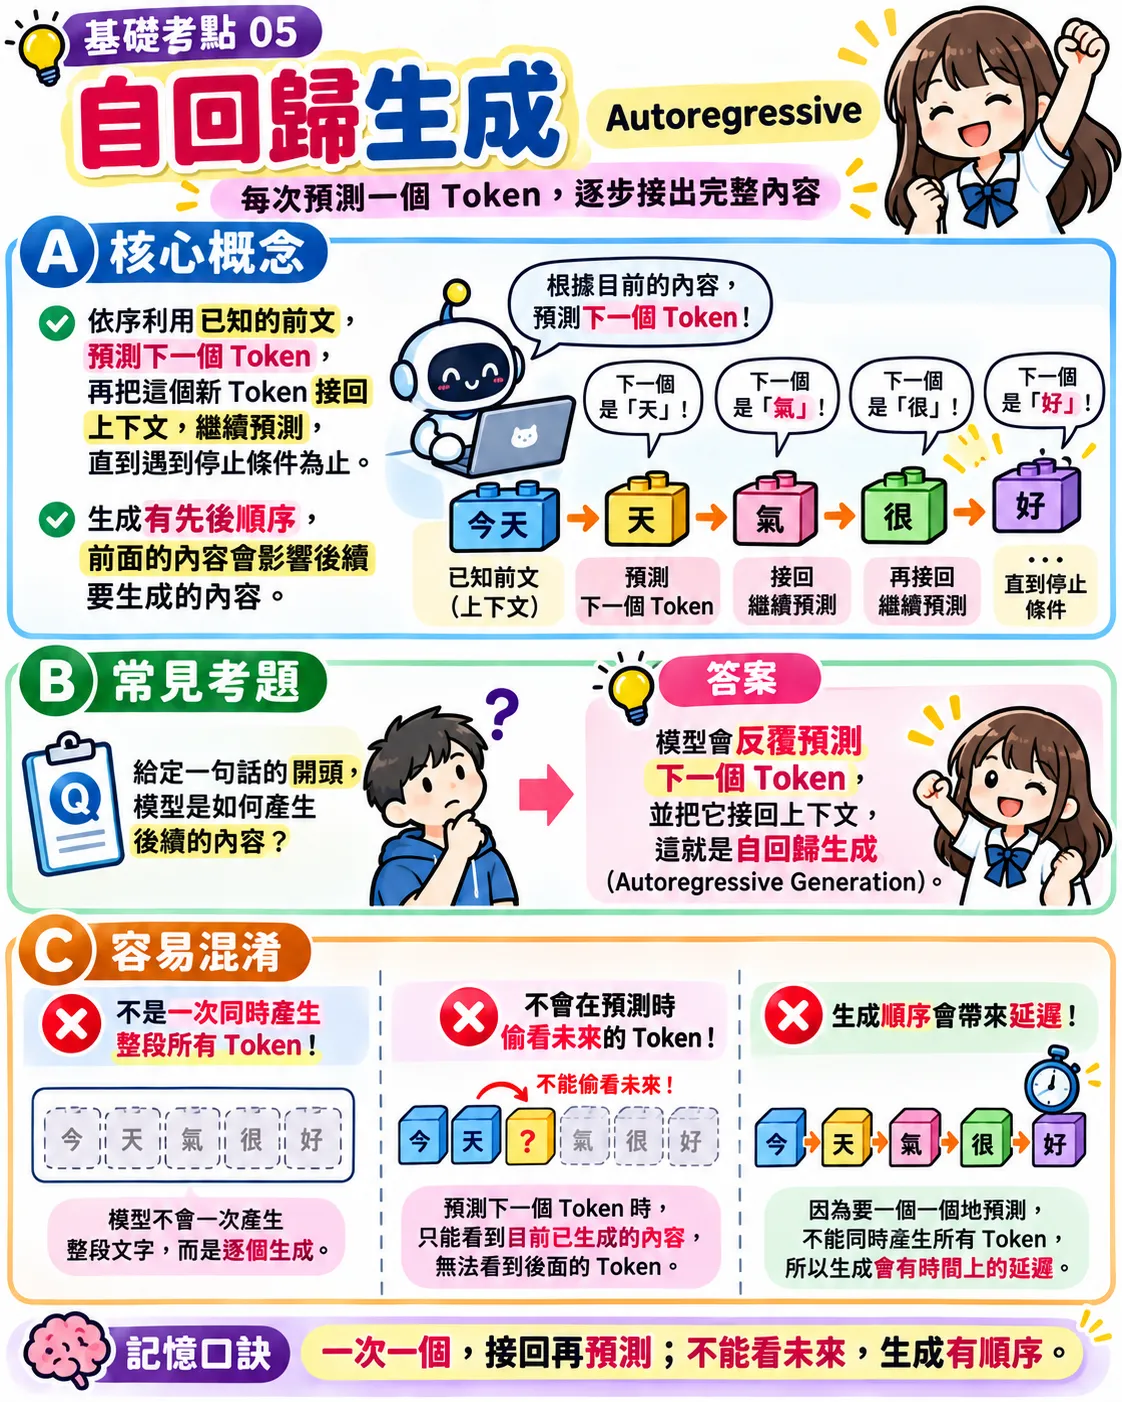 基礎考點 05
自回歸生成
Autoregressive
每次預測一個 Token，逐步接出完整內容
A 核心概念
依序利用已知的前文，
預測下一個 Token，
再把這個新 Token 接回
上下文，繼續預測，
直到遇到停止條件為止。
生成有先後順序，
前面的內容會影響後續
要生成的內容。
根據目前的內容，
預測下一個 Token！
下一個
是「天」！
下一個
是「氣」！
下一個
是「很」！
下一個
是「好」！
今天
天
氣
很
好
已知前文
（上下文）
預測
下一個 Token
接回
繼續預測
再接回
繼續預測
...
直到停止
條件
B 常見考題
Q
給定一句話的開頭，
模型是如何產生
後續的內容？
?
答案
模型會反覆預測
下一個 Token，
並把它接回上下文，
這就是自回歸生成
（Autoregressive Generation）。
C 容易混淆
不是一次同時產生
整段所有 Token！
今 天 氣 很 好
模型不會一次產生
整段文字，而是逐個生成。
不會在預測時
偷看未來的 Token！
不能偷看未來！
今 天 ? 氣 很 好
預測下一個 Token 時，
只能看到目前已生成的內容，
無法看到後面的 Token。
生成順序會帶來延遲！
今 天 氣 很 好
因為要一個一個地預測，
不能同時產生所有 Token，
所以生成會有時間上的延遲。
記憶口訣
一次一個，接回再預測；不能看未來，生成有順序。